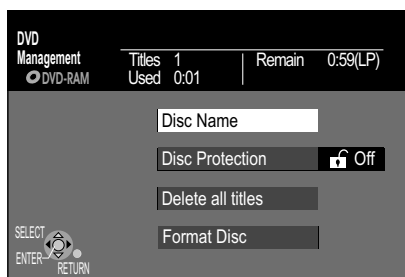 DVD
Management
DVD-RAM
Titles 1 Remain 0:59(LP)
Used 0:01
Disc Name
Disc Protection Off
Delete all titles
Format Disc
SELECT
ENTER
RETURN